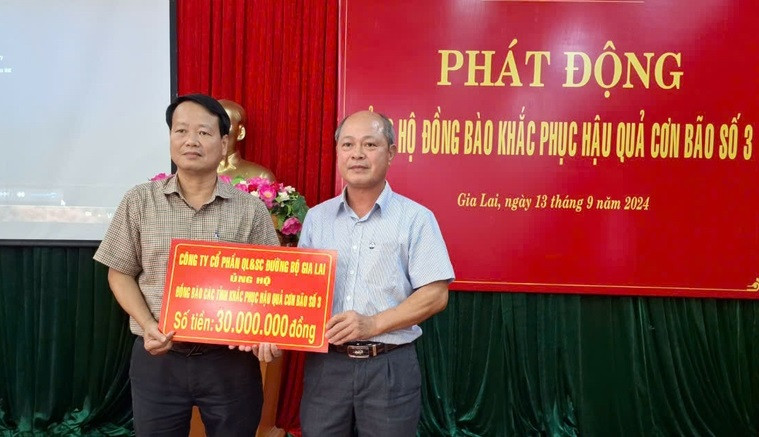 PHÁT ĐỘNG
HỘ ĐỒNG BÀO KHẮC PHỤC HẬU QUẢ CƠN BÃO SỐ 3
Gia Lai, ngày 13 tháng 9 năm 2024
CÔNG TY CỔ PHẦN QL&SC ĐƯỜNG BỘ GIA LAI
ỦNG HỘ
ĐỒNG BÀO CÁC TỈNH KHẮC PHỤC HẬU QUẢ CƠN BÃO SỐ 3
Số tiền: 30.000.000 đồng